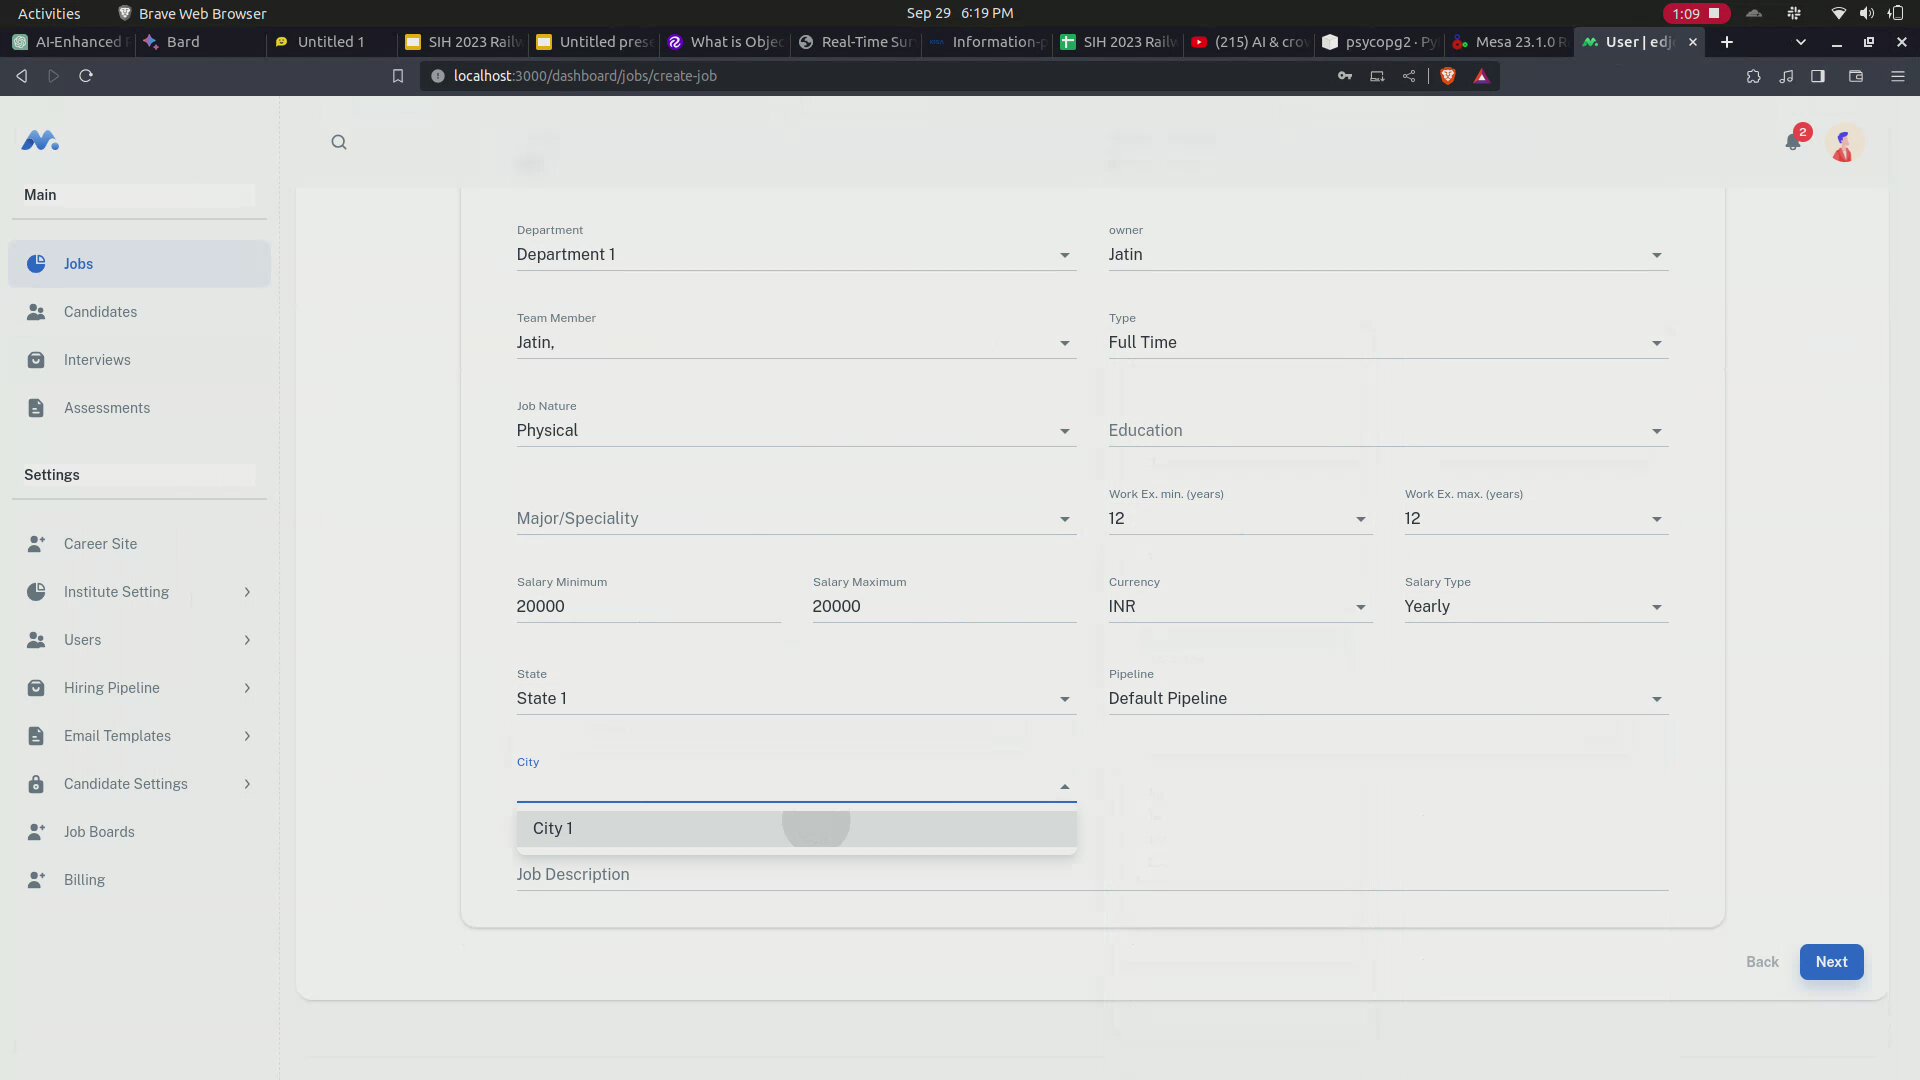 Activities
Brave Web Browser
Sep 29 6:19 PM
1:09
AI-Enhanced
Bard
Untitled 1
SIH 2023 Railw
Untitled prese
What is Objec
Real-Time Sur
Information-p
SIH 2023 Railw
(215) AI & crow
psycopg2 · Py
Mesa 23.1.0 R
User | edj
localhost:3000/dashboard/jobs/create-job
2
Main
Jobs
Candidates
Interviews
Assessments
Settings
Career Site
Institute Setting
Users
Hiring Pipeline
Email Templates
Candidate Settings
Job Boards
Billing
Department
Department 1
owner
Jatin
Team Member
Jatin,
Type
Full Time
Job Nature
Physical
Education
Major/Speciality
Work Ex. min. (years)
12
Work Ex. max. (years)
12
Salary Minimum
20000
Salary Maximum
20000
Currency
INR
Salary Type
Yearly
State
State 1
Pipeline
Default Pipeline
City
City 1
Job Description
Back
Next